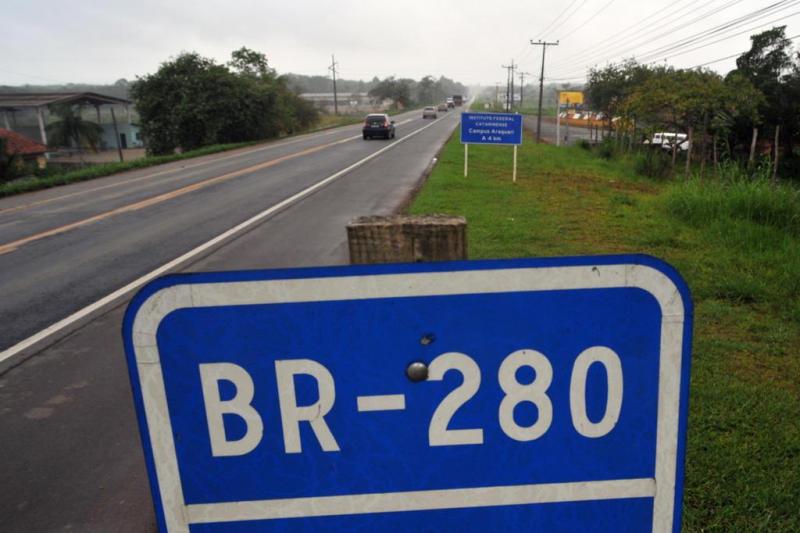 INSTITUTO FEDERAL
CATARINENSE
Campus Araquari
A 4 km
BR-280